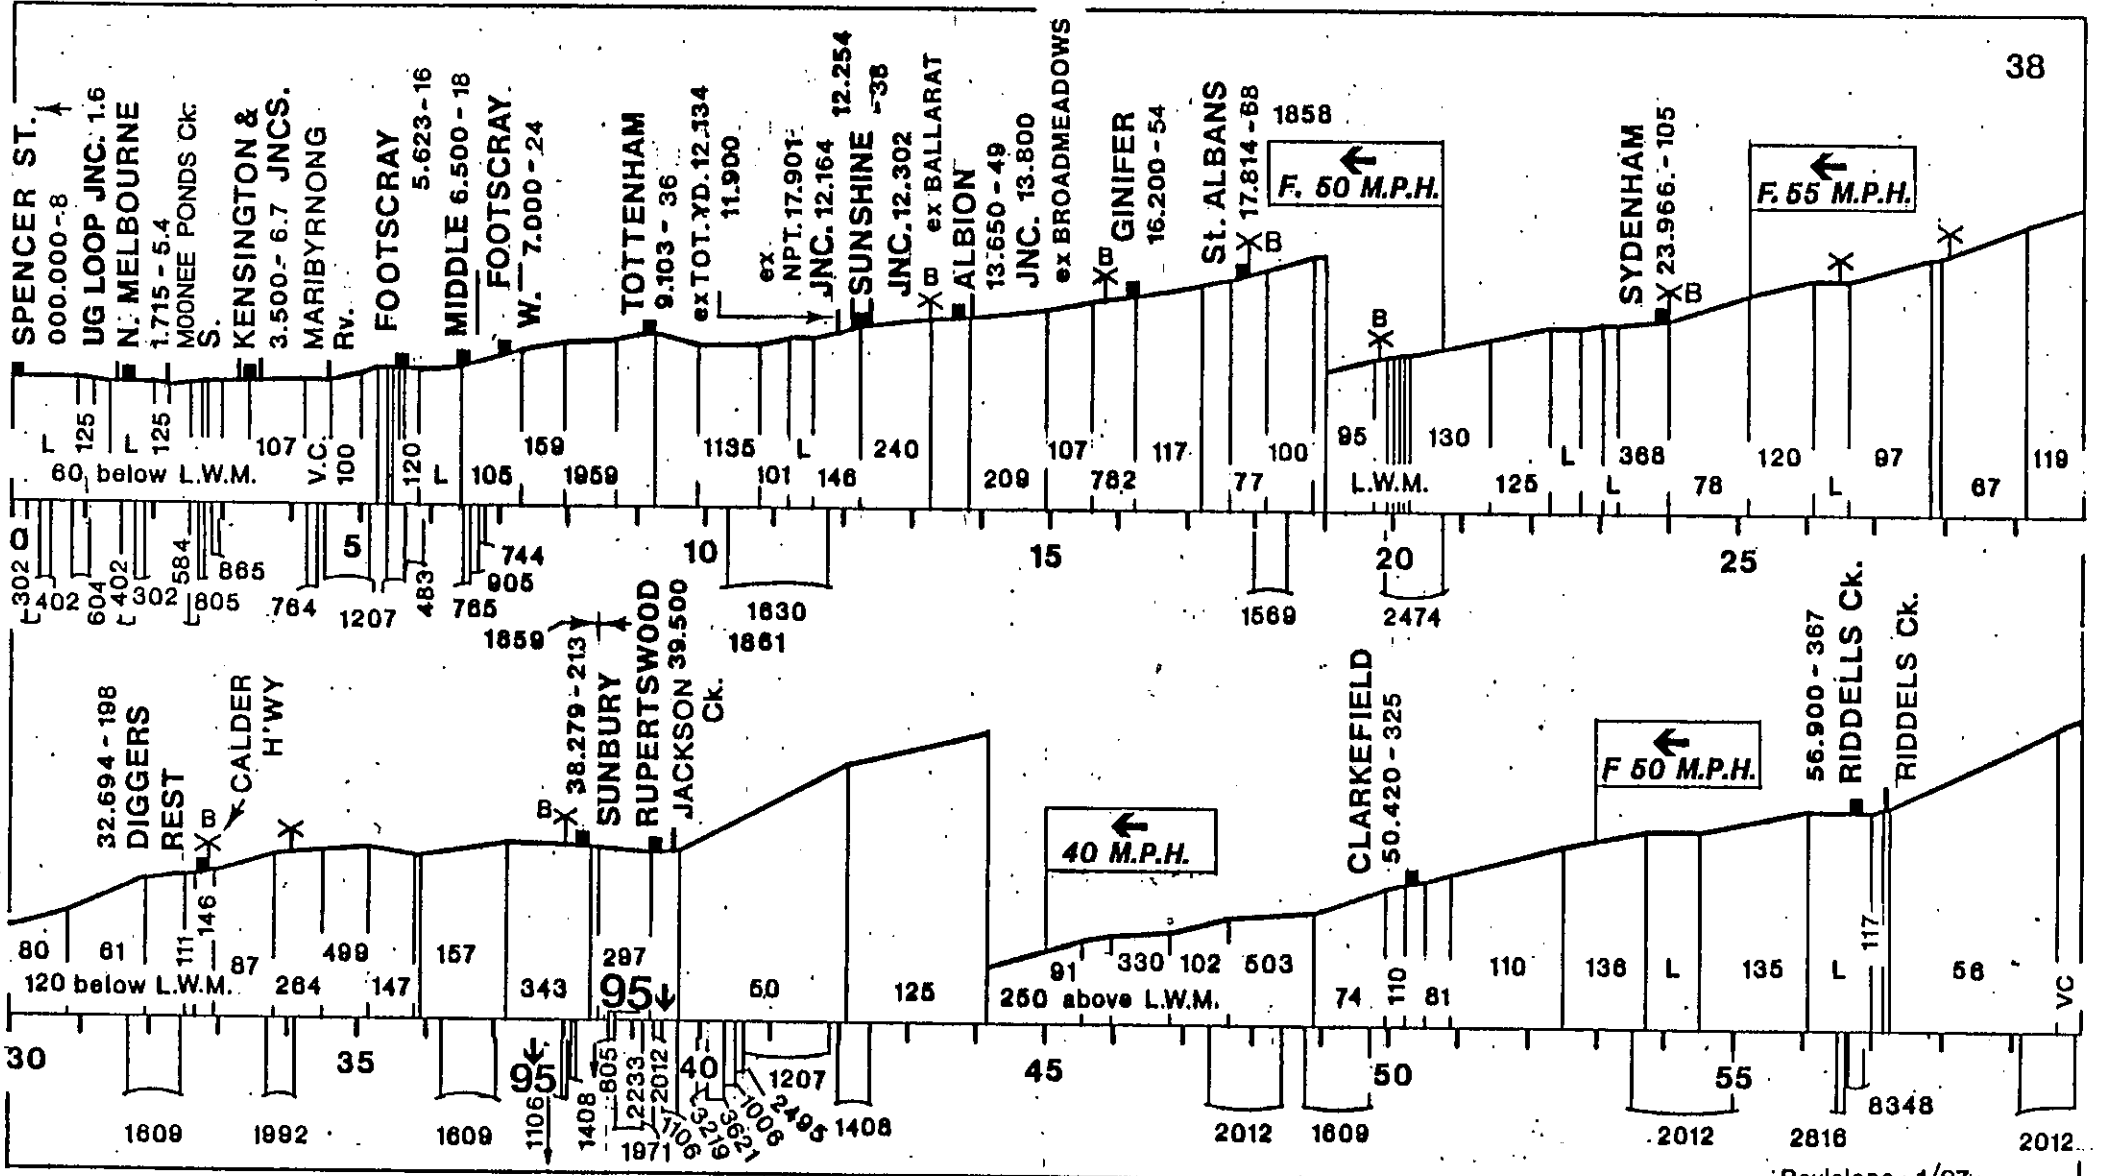 38
SPENCER ST.
000.000-8
UG LOOP JNC. 1.6
N. MELBOURNE
1.715-5.4
MOONEE PONDS Ck.
S.
KENSINGTON &
3.500-6.7 JNCS.
MARIBYRNONG
Rv.
FOOTSCRAY
5.623-16
MIDDLE 6.500-18
FOOTSCRAY.
W. 7.000-24
TOTTENHAM
9.103-36
ex TOT. YD. 12.134
11.900
ex
NPT. 17.901
JNC. 12.164
12.254
SUNSHINE -38
JNC. 12.302
B ex BALLARAT
ALBION
13.650-49
JNC. 13.800
ex BROADMEADOWS
B
GINIFER
16.200-54
St. ALBANS
17.814-68
B
1858
F. 50 M.P.H.
B
SYDENHAM
23.966.-105
B
F. 55 M.P.H.
L 125 L 125 107 V.C. 100 120 L 105 159 1959 1135 101 L 146 240 209 107 782 117 77 100 95 130 125 L L 368 78 120 L 97 67 119
60 below L.W.M.
L.W.M.
0 5 10 15 20 25
302 402 604 402 302 584 805 865 764 1207 483 765 905 744 1630 1569 2474
1859 1861
32.694-198
DIGGERS
REST
B
CALDER
H'WY
B
38.279-213
SUNBURY
RUPERTSWOOD
JACKSON 39.500
Ck.
40 M.P.H.
CLARKEFIELD
50.420-325
F 50 M.P.H.
56.900-367
RIDDELLS Ck.
RIDDELS Ck.
80 61 111 146 87 264 499 147 157 343 297 50 125 91 330 102 503 74 110 81 110 136 L 135 L 117 56 VC
120 below L.W.M.
95
250 above L.W.M.
30 35 40 45 50 55
95
1609 1992 1609 1106 1408 805 2233 2012 1971 1106 3219 3621 1006 2495 1207 1408 2012 1609 2012 2816 8348 2012